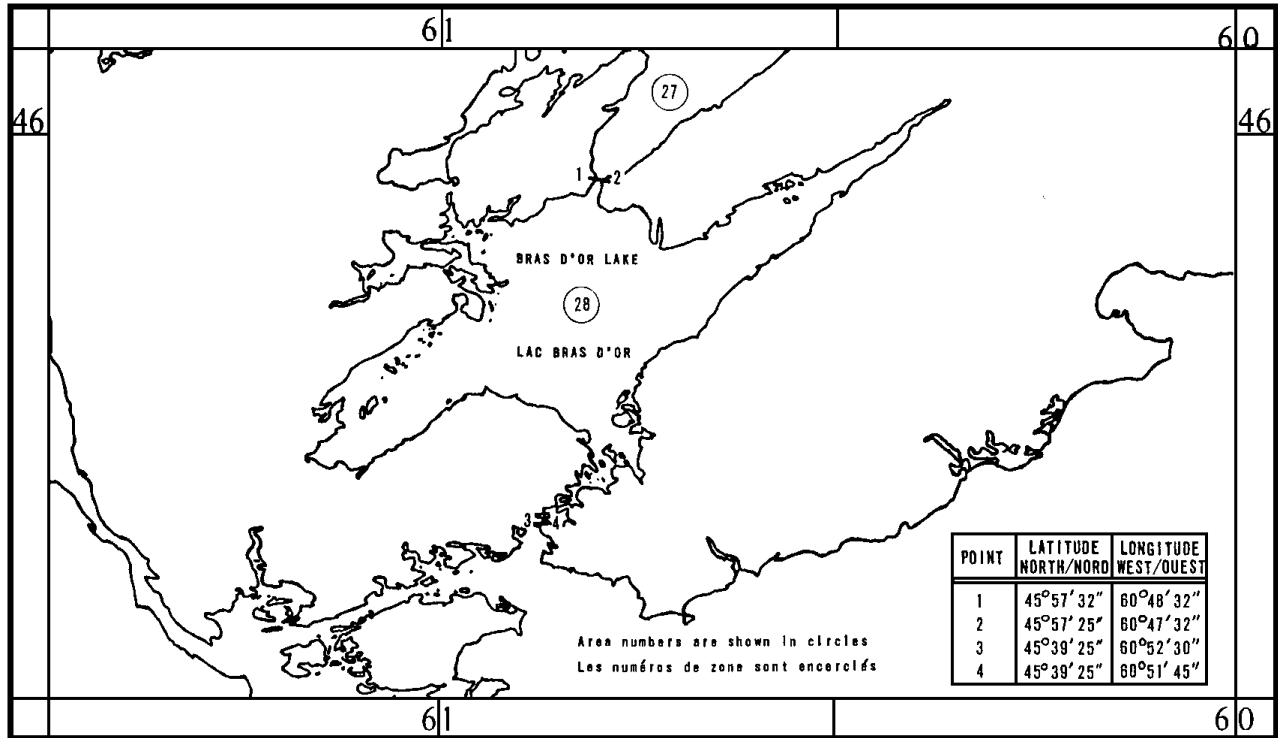 61 60
46 46
27
1 2
BRAS D'OR LAKE
28
LAC BRAS D'OR
3 4
POINT LATITUDE NORTH/NORD LONGITUDE WEST/OUEST
1 45°57'32" 60°48'32"
2 45°57'25" 60°47'32"
3 45°39'25" 60°52'30"
4 45°39'25" 60°51'45"
Area numbers are shown in circles
Les numéros de zone sont encerclés
61 60